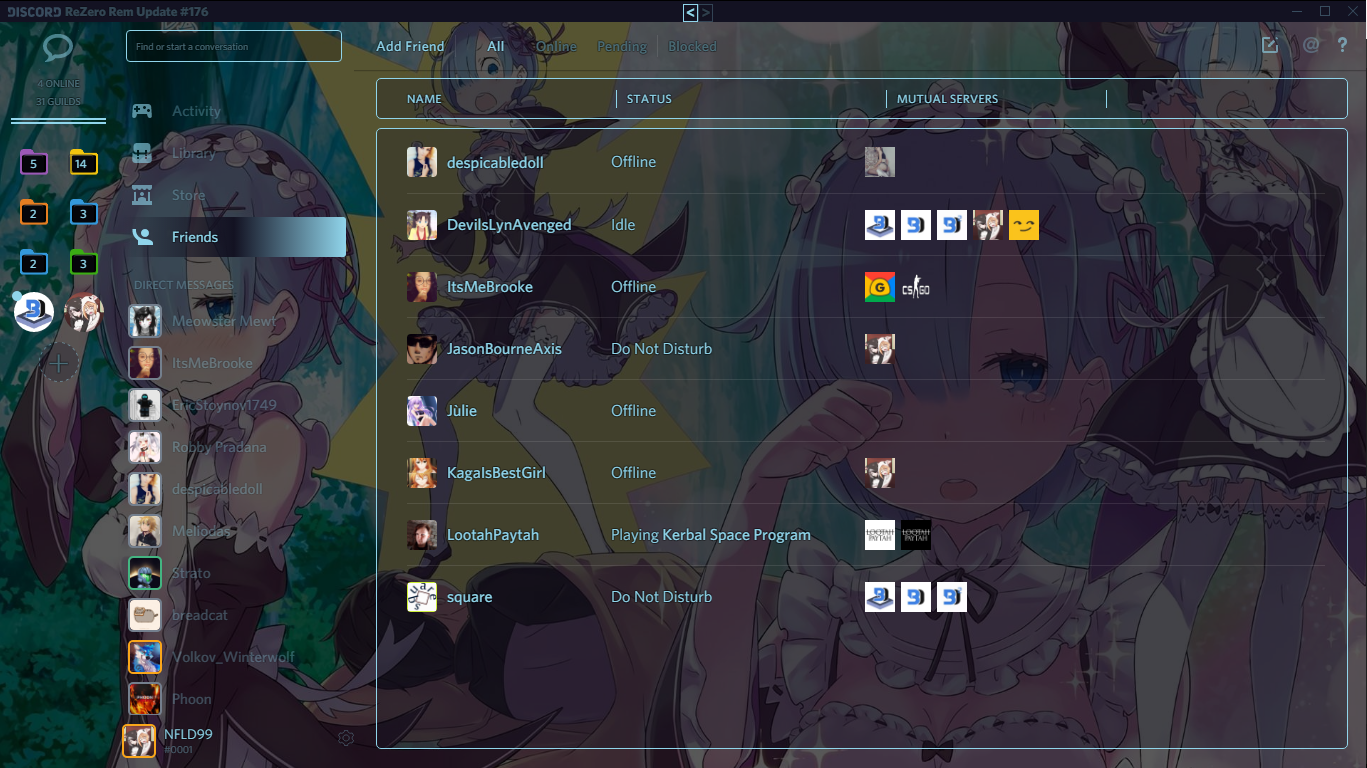 DISCORD ReZero Rem Update #176
< >
Find or start a conversation
Add Friend All Online Pending Blocked
@ ?
4 ONLINE
31 GUILDS
NAME STATUS MUTUAL SERVERS
Activity
Library
Store
Friends
5 14
2 3
2 3
DIRECT MESSAGES
Meowster Mewt
ItsMeBrooke
EricStoynov1749
Robby Pradana
despicabledoll
Meliodas
Strato
breadcat
Volkov_Winterwolf
Phoon
NFLD99
#0001
despicabledoll Offline
DevilsLynAvenged Idle
ItsMeBrooke Offline G CS GO
JasonBourneAxis Do Not Disturb
Jùlie Offline
KagaIsBestGirl Offline
LootahPaytah Playing Kerbal Space Program LOOTAH PAYTAH LOOTAH PAYTAH
square Do Not Disturb